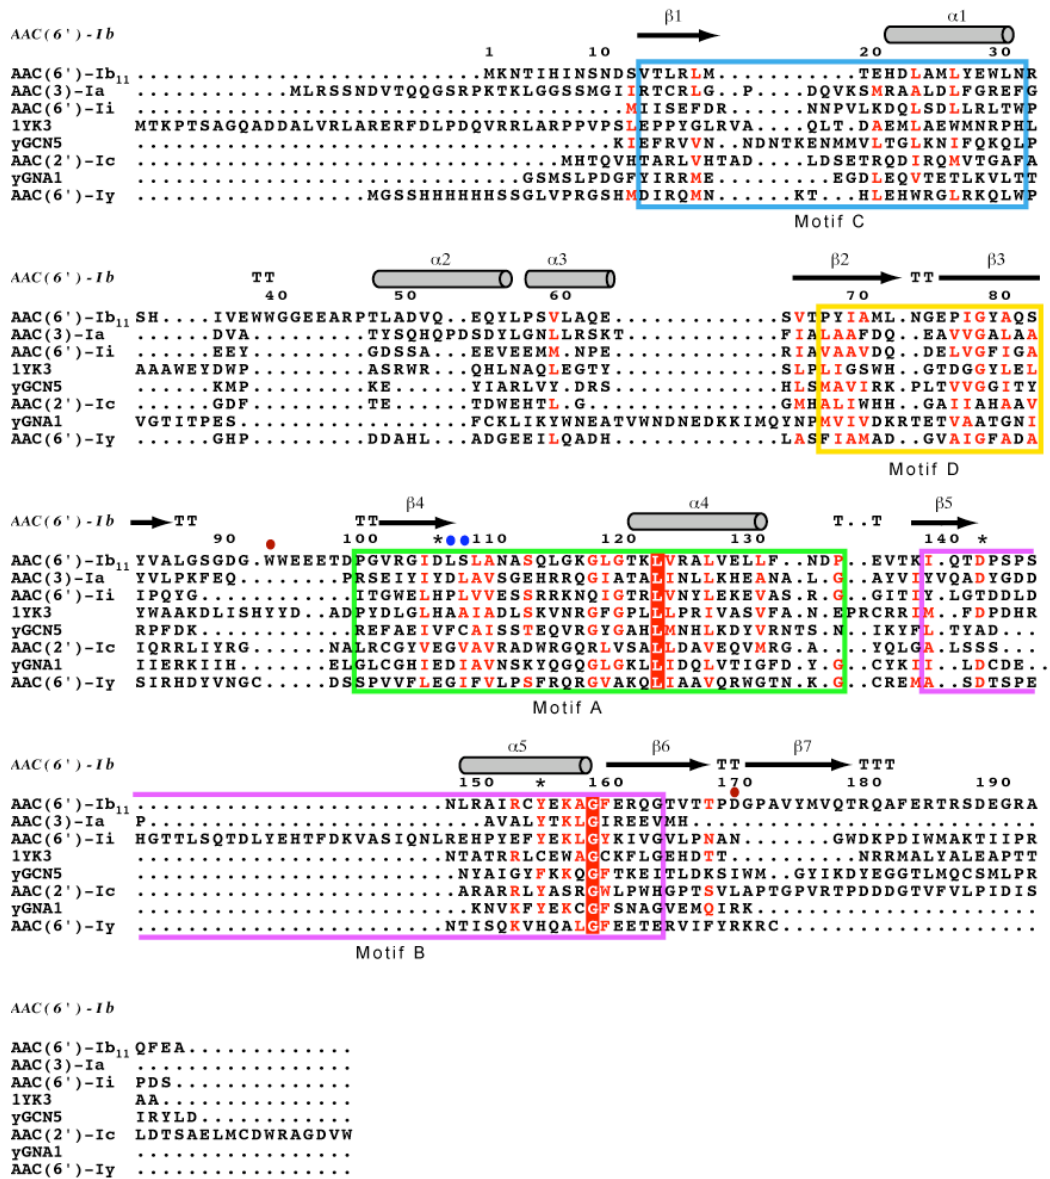 β1 α1
AAC(6')-Ib
1 10 20 30
AAC(6')-Ib11 ...........................MKNTIHINSNDSVTLRLM...........TEHDLAMLYEWLNR
AAC(3)-Ia ............MLRSSNDVTQQGSRPKTKLGGSSMGIIRTCRLG..P....DQVKSMRAALDLFGREFG
AAC(6')-Ii ......................................MIISEFDR......NNPVLKDQLSDLLRLTWP
1YK3 MTKPTSAGQADDALVRLARERFDLPDQVRRLARPPVPSLEPPYGLRVA...QLT.DAEMLAEWMNRPHL
yGCN5 .....................................KIEFRVVN..NDNTKENMMVLTGLKNIFQKQLP
AAC(2')-Ic .................................MHTQVHTARLVHTAD...LDSETRQDIRQMVTGAFA
yGNA1 ..............................GSMSLPDGFYIRRME........EGDLEQVTETLKVLTT
AAC(6')-Iy ..................MGSSHHHHHHSSGLVPRGSHMDIRQMN.....KT..HLEHWRGLRKQLWP
Motif C
α2 α3 β2 β3
AAC(6')-Ib TT TT
40 50 60 70 80
AAC(6')-Ib11 SH...IVEWWGGEEARPTLADVQ..EQYLPSVLAQE..............SVTPYIAML.NGEPIGYAQS
AAC(3)-Ia ......DVA........TYSQHQPDSDYLGNLLRSKT............FIALAAFDQ..EAVVGALAA
AAC(6')-Ii ......EEY.......GDSSA..EEVEEMM.NPE...............RIAVAAVDQ..DELVGFIGA
1YK3 AAAWEYDWP.......ASRWR..QHLNAQLEGTY...............SLPLIGSWH..GTDGGYLEL
yGCN5 ......KMP.......KE.....YIARLVY.DRS...............HLSMAVIRK.PLTVVGGITY
AAC(2')-Ic ......GDF.......TE.....TDWEHTL.G.................GMHALIWHH..GAIIAHAAV
yGNA1 VGTITPES...............FCKLIKYWNEATVWNDNEDKKIMQYNPMVIVDKRTETVAATGNI
AAC(6')-Iy ......GHP.......DDAHL..ADGEEILQADH...............LASFIAMAD..GVAIGFADA
Motif D
β4 α4 β5
AAC(6')-Ib TT TT T..T
90 100 * 110 120 130 140 *
AAC(6')-Ib11 YVALGSGDG.WWEEETDPGVRGIDLSLANASQLGKGLGTKLVRALVELLF..NDP..EVTKI.QTDPSPS
AAC(3)-Ia YVLPKFEQ........PRSEIYIYDLAVSGEHRRQGIATALINLLKHEANAL..G...AYVIYVQADYGDD
AAC(6')-Ii IPQYG...........ITGWELHPLVVESSRRKNQIGTRLVNYLEKEVASR.G...GITIY.LGTDDLD
1YK3 YWAAKDLISHYYD..ADPYDLGLHAAIADLSKVNRGFGPLLLPRIVASVFA.NEPRCRRIM..FDPDHR
yGCN5 RPFDK...........REFAEIVFCAISSTEQVRGYGAHLMNHLKDYVRNTS.N..IKYFL.TYAD...
AAC(2')-Ic IQRRLIYRG.....NALRCGYVEGVAVRADWRGQRLVSALLDAVEQVMRG.A....YQLGA.LSSS...
yGNA1 IIERKIIH......ELGLCGHIEDIAVNSKYQGQGLGKLLIDQLVTIGFD.Y.G..CYKII..LDCDE..
AAC(6')-Iy SIRHDYVNGC....DSSPVVFLEGIFVLPSFRQRGVAKQLIAAVQRWGTN.K.G..CREMA..SDTSPE
Motif A
α5 β6 β7
AAC(6')-Ib TT TTT
150 * 160 170 180 190
AAC(6')-Ib11 ........................NLRAIRCYEKAGFERQGTVTTPDGPAVYMVQTRQAFERTRSDEGRA
AAC(3)-Ia P..........................AVALYTKLGIREEVMH...........................
AAC(6')-Ii HGTTLSQTDLYEHTFDKVASIQNLREHPYEFYEKLGYKIVGVLPNAN.......GWDKPDIWMAKTIIPR
1YK3 ........................NTATRRLCEWAGCKFLGEHDTT........NRRMALYALEAPTT
yGCN5 ........................NYAIGYFKKQGFTKEITLDKSIWM..GYIKDYEGGTLMQCSMLPR
AAC(2')-Ic ........................ARARRLYASRGWLPWHGPTSVLAPTGPVRTPDDDGTVFVLPIDIS
yGNA1 ..........................KNVKFYEKCGFSNAGVEMQIRK......................
AAC(6')-Iy ........................NTISQKVHQALGFEETERVIFYRKRC....................
Motif B
AAC(6')-Ib
AAC(6')-Ib11 QFEA.............
AAC(3)-Ia .................
AAC(6')-Ii PDS..............
1YK3 AA...............
yGCN5 IRYLD............
AAC(2')-Ic LDTSAELMCDWRAGDVW
yGNA1 .................
AAC(6')-Iy .................